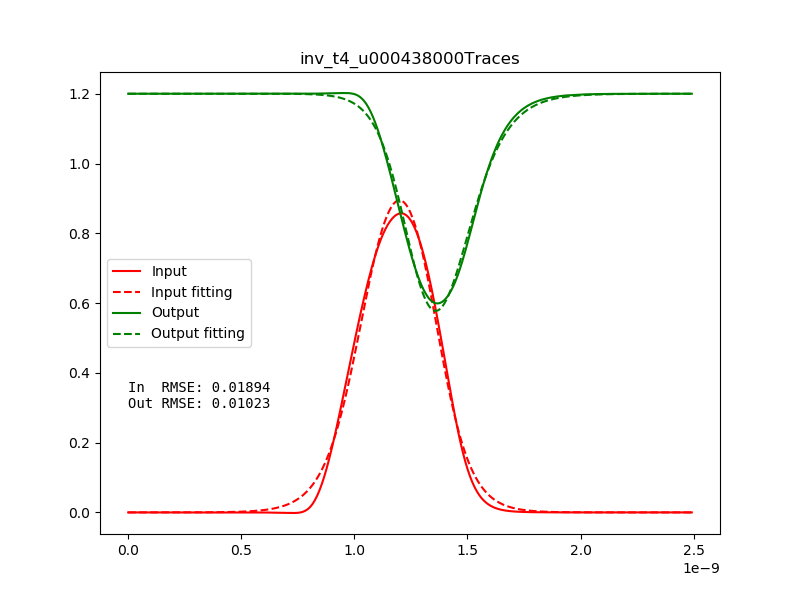 inv_t4_u000438000Traces
1.2
1.0
0.8
0.6
0.4
0.2
0.0
Input
Input fitting
Output
Output fitting
In  RMSE: 0.01894
Out RMSE: 0.01023
0.0 0.5 1.0 1.5 2.0 2.5
1e−9